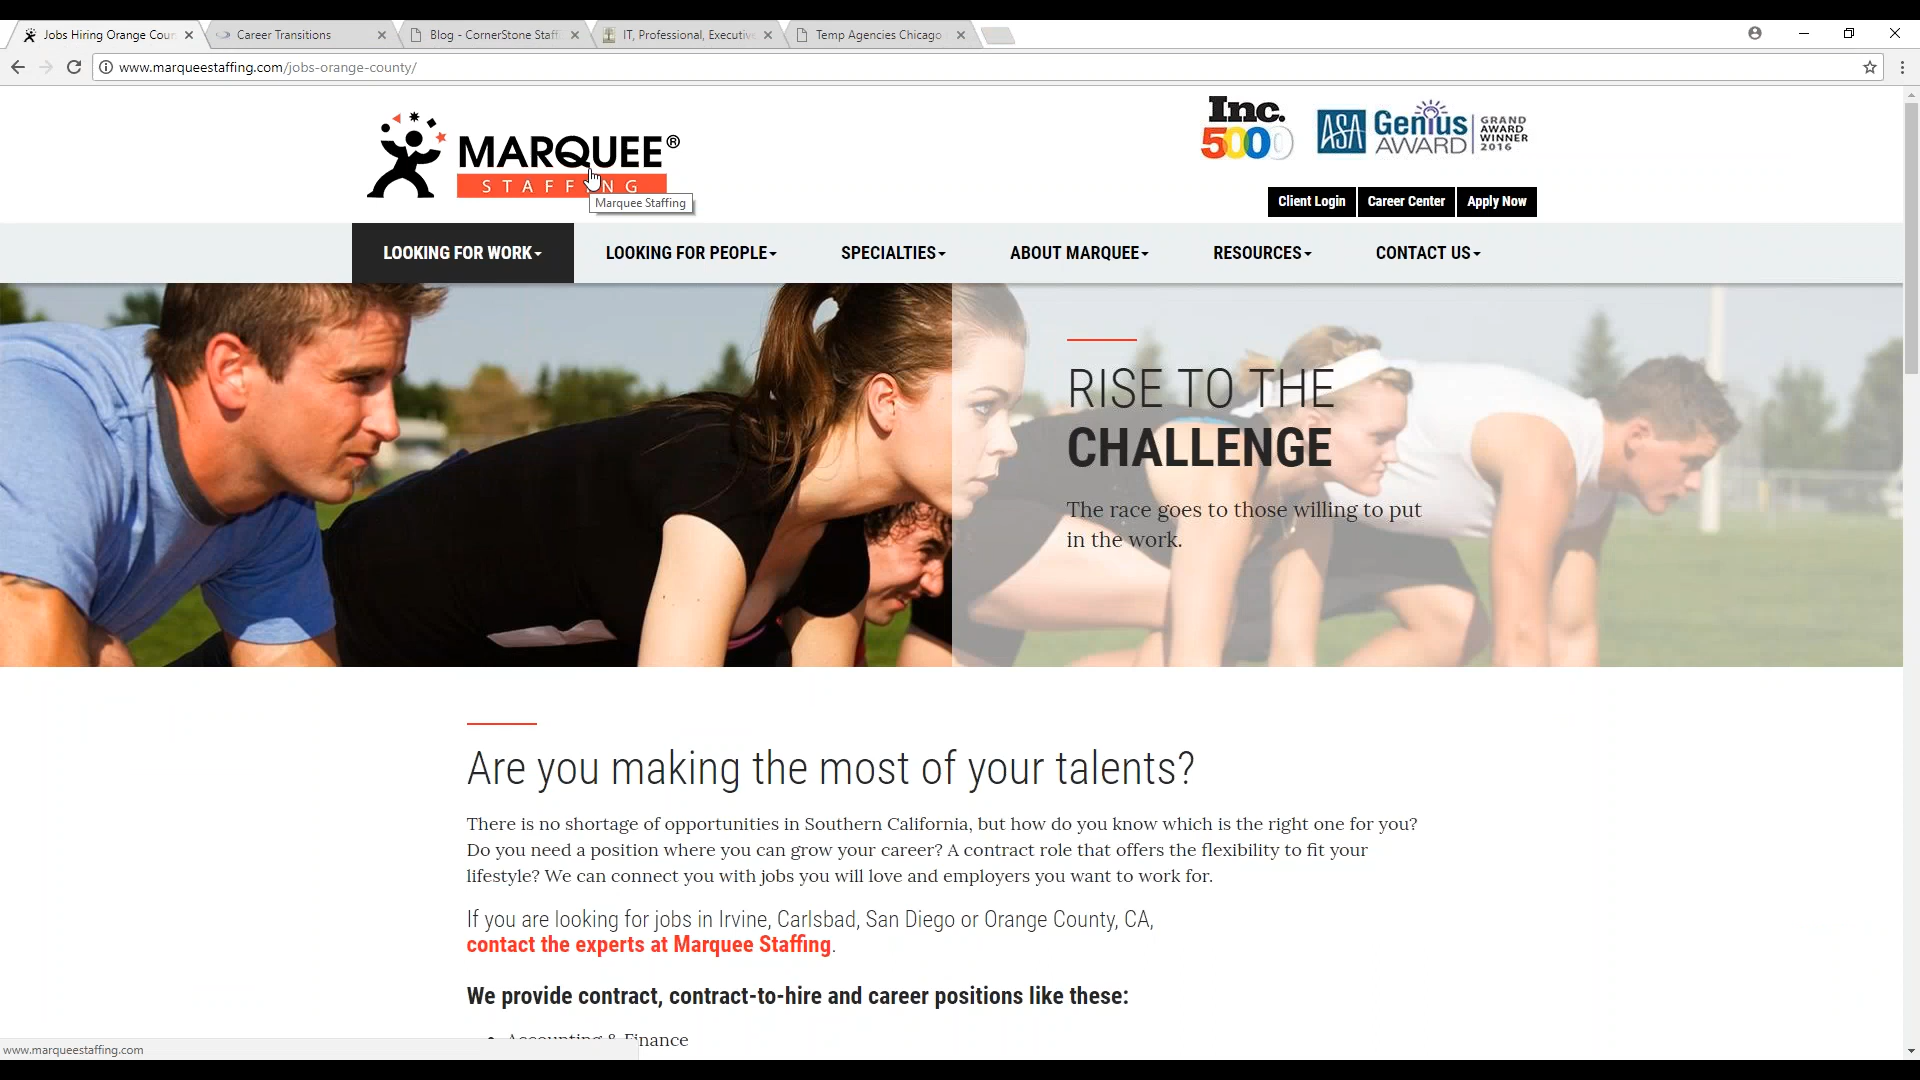 Jobs Hiring Orange Coun
Career Transitions
Blog - CornerStone Staff
IT, Professional, Executiv
Temp Agencies Chicago
www.marqueestaffing.com/jobs-orange-county/
MARQUEE®
STAFFING
Marquee Staffing
Inc.
5000
ASA Genius AWARD
GRAND
AWARD
WINNER
2016
Client Login
Career Center
Apply Now
LOOKING FOR WORK
LOOKING FOR PEOPLE
SPECIALTIES
ABOUT MARQUEE
RESOURCES
CONTACT US
RISE TO THE
CHALLENGE
The race goes to those willing to put
in the work.
Are you making the most of your talents?
There is no shortage of opportunities in Southern California, but how do you know which is the right one for you?
Do you need a position where you can grow your career? A contract role that offers the flexibility to fit your
lifestyle? We can connect you with jobs you will love and employers you want to work for.
If you are looking for jobs in Irvine, Carlsbad, San Diego or Orange County, CA,
contact the experts at Marquee Staffing.
We provide contract, contract-to-hire and career positions like these:
Accounting & Finance
www.marqueestaffing.com